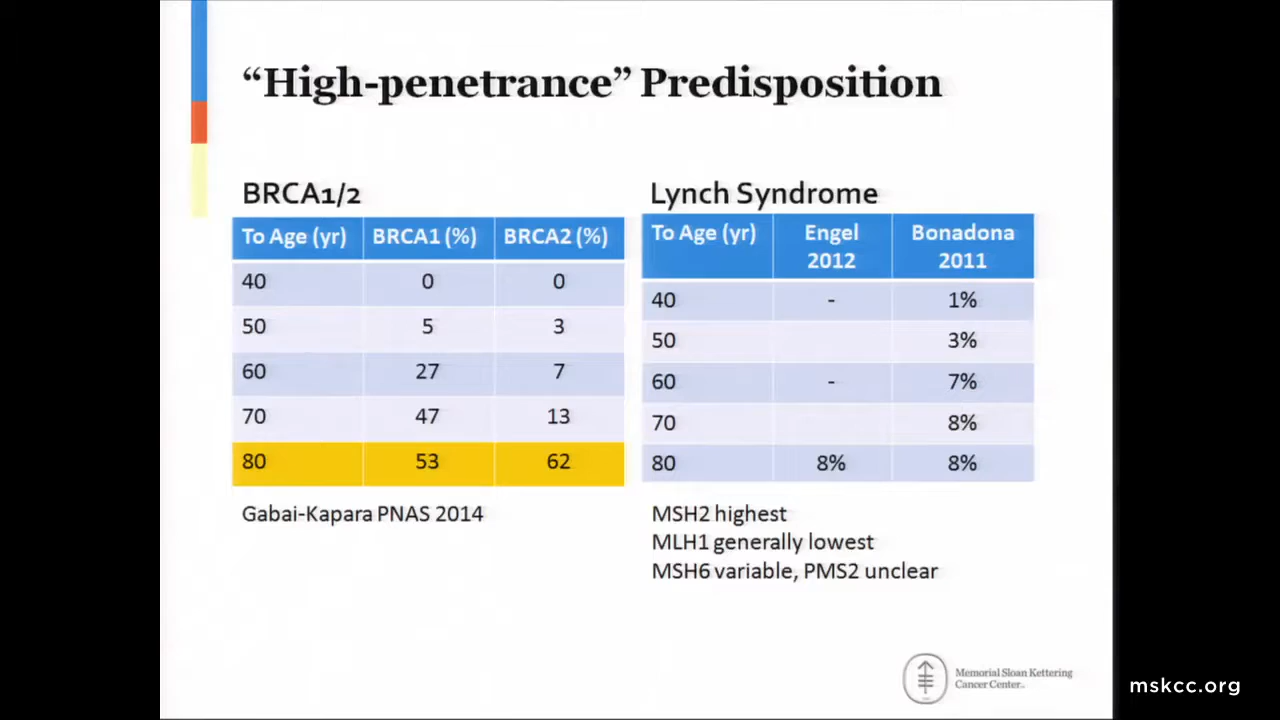 “High-penetrance” Predisposition
BRCA1/2
To Age (yr) BRCA1 (%) BRCA2 (%)
40 0 0
50 5 3
60 27 7
70 47 13
80 53 62
Gabai-Kapara PNAS 2014
Lynch Syndrome
To Age (yr) Engel 2012 Bonadona 2011
40 - 1%
50 3%
60 - 7%
70 8%
80 8% 8%
MSH2 highest
MLH1 generally lowest
MSH6 variable, PMS2 unclear
Memorial Sloan Kettering
Cancer Center
mskcc.org